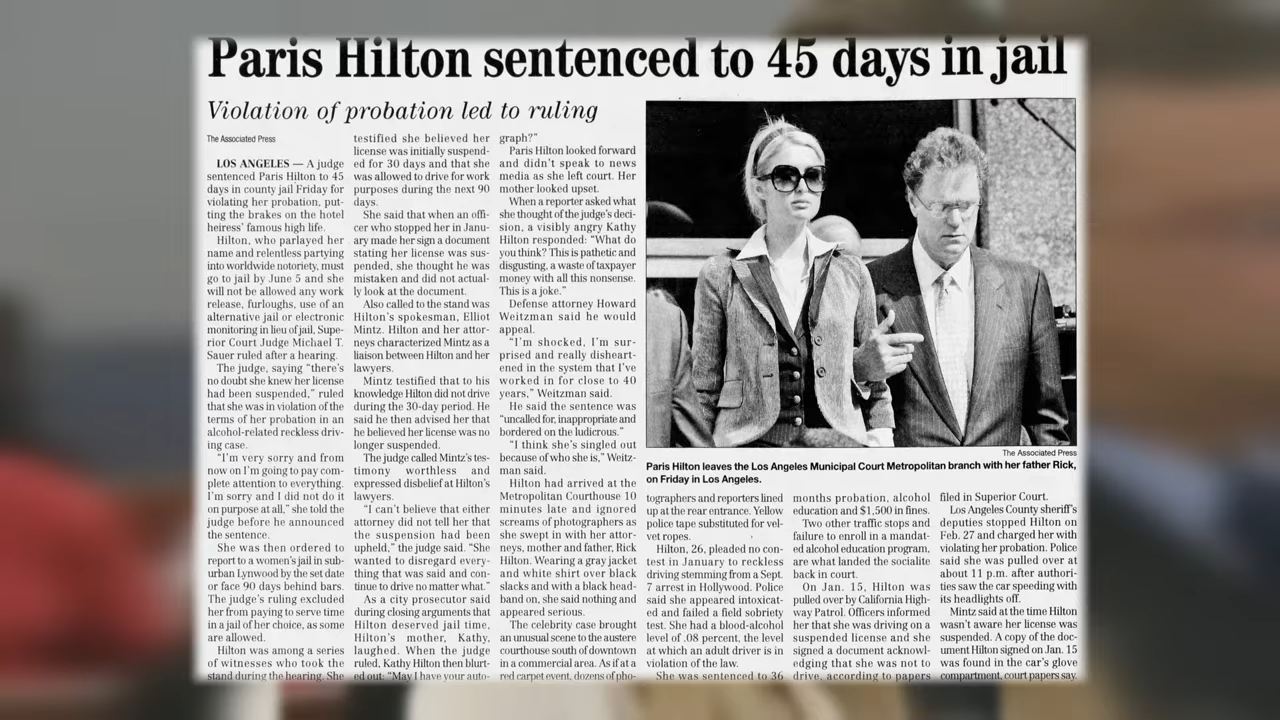 Paris Hilton sentenced to 45 days in jail
Violation of probation led to ruling
The Associated Press
LOS ANGELES — A judge
sentenced Paris Hilton to 45
days in county jail Friday for
violating her probation, put-
ting the brakes on the hotel
heiress' famous high life.
Hilton, who parlayed her
name and relentless partying
into worldwide notoriety, must
go to jail by June 5 and she
will not be allowed any work
release, furloughs, use of an
alternative jail or electronic
monitoring in lieu of jail, Supe-
rior Court Judge Michael T.
Sauer ruled after a hearing.
The judge, saying "there's
no doubt she knew her license
had been suspended," ruled
that she was in violation of the
terms of her probation in an
alcohol-related reckless driv-
ing case.
"I'm very sorry and from
now on I'm going to pay com-
plete attention to everything.
I'm sorry and I did not do it
on purpose at all," she told the
judge before he announced
the sentence.
She was then ordered to
report to a women's jail in sub-
urban Lynwood by the set date
or face 90 days behind bars.
The judge's ruling excluded
her from paying to serve time
in a jail of her choice, as some
are allowed.
Hilton was among a series
of witnesses who took the
stand during the hearing. She
testified she believed her
license was initially suspend-
ed for 30 days and that she
was allowed to drive for work
purposes during the next 90
days.
She said that when an offi-
cer who stopped her in Janu-
ary made her sign a document
stating her license was sus-
pended, she thought he was
mistaken and did not actual-
ly look at the document.
Also called to the stand was
Hilton's spokesman, Elliot
Mintz. Hilton and her attor-
neys characterized Mintz as a
liaison between Hilton and her
lawyers.
Mintz testified that to his
knowledge Hilton did not drive
during the 30-day period. He
said he then advised her that
he believed her license was no
longer suspended.
The judge called Mintz's tes-
timony worthless and
expressed disbelief at Hilton's
lawyers.
"I can't believe that either
attorney did not tell her that
the suspension had been
upheld," the judge said. "She
wanted to disregard every-
thing that was said and con-
tinue to drive no matter what."
As a city prosecutor said
during closing arguments that
Hilton deserved jail time,
Hilton's mother, Kathy,
laughed. When the judge
ruled, Kathy Hilton then blurt-
ed out: "May I have your auto-
graph?"
Paris Hilton looked forward
and didn't speak to news
media as she left court. Her
mother looked upset.
When a reporter asked what
she thought of the judge's deci-
sion, a visibly angry Kathy
Hilton responded: "What do
you think? This is pathetic and
disgusting, a waste of taxpayer
money with all this nonsense.
This is a joke."
Defense attorney Howard
Weitzman said he would
appeal.
"I'm shocked, I'm sur-
prised and really disheart-
ened in the system that I've
worked in for close to 40
years," Weitzman said.
He said the sentence was
"uncalled for, inappropriate and
bordered on the ludicrous."
"I think she's singled out
because of who she is," Weitz-
man said.
Hilton had arrived at the
Metropolitan Courthouse 10
minutes late and ignored
screams of photographers as
she swept in with her attor-
neys, mother and father, Rick
Hilton. Wearing a gray jacket
and white shirt over black
slacks and with a black head-
band on, she said nothing and
appeared serious.
The celebrity case brought
an unusual scene to the austere
courthouse south of downtown
in a commercial area. As if at a
red carpet event, dozens of pho-
The Associated Press
Paris Hilton leaves the Los Angeles Municipal Court Metropolitan branch with her father Rick,
on Friday in Los Angeles.
tographers and reporters lined
up at the rear entrance. Yellow
police tape substituted for vel-
vet ropes.
Hilton, 26, pleaded no con-
test in January to reckless
driving stemming from a Sept.
7 arrest in Hollywood. Police
said she appeared intoxicat-
ed and failed a field sobriety
test. She had a blood-alcohol
level of .08 percent, the level
at which an adult driver is in
violation of the law.
She was sentenced to 36
months probation, alcohol
education and $1,500 in fines.
Two other traffic stops and
failure to enroll in a mandat-
ed alcohol education program,
are what landed the socialite
back in court.
On Jan. 15, Hilton was
pulled over by California High-
way Patrol. Officers informed
her that she was driving on a
suspended license and she
signed a document acknowl-
edging that she was not to
drive, according to papers
filed in Superior Court.
Los Angeles County sheriff's
deputies stopped Hilton on
Feb. 27 and charged her with
violating her probation. Police
said she was pulled over at
about 11 p.m. after authori-
ties saw the car speeding with
its headlights off.
Mintz said at the time Hilton
wasn't aware her license was
suspended. A copy of the doc-
ument Hilton signed on Jan. 15
was found in the car's glove
compartment, court papers say.